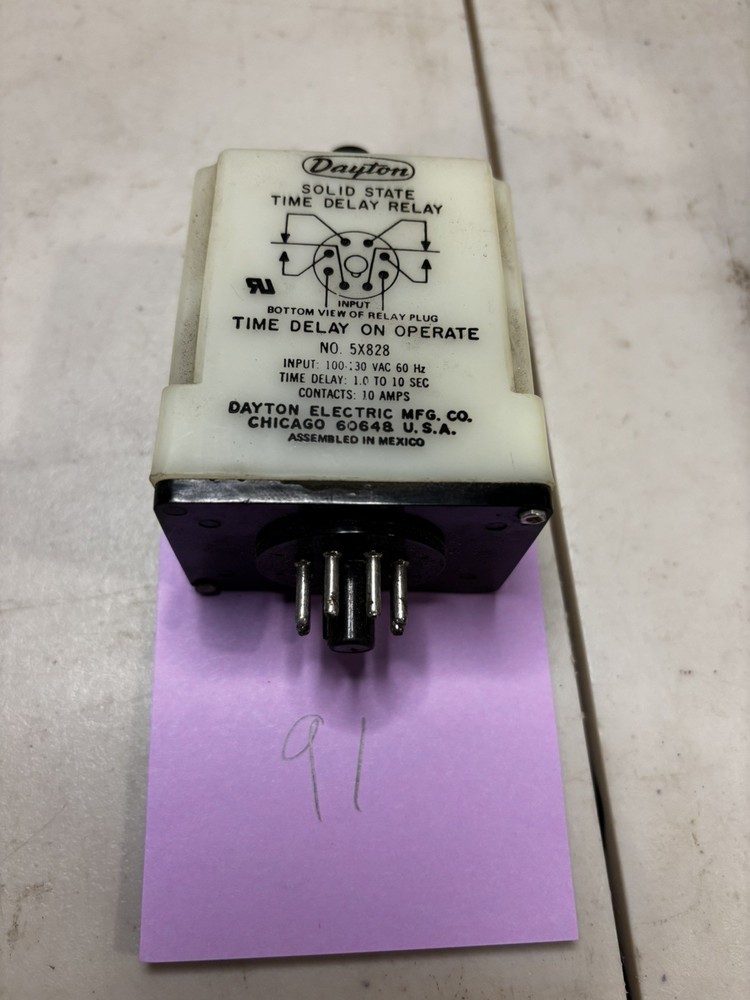 Dayton
SOLID STATE
TIME DELAY RELAY
INPUT
BOTTOM VIEW OF RELAY PLUG
TIME DELAY ON OPERATE
NO. 5X828
INPUT: 100-130 VAC 60 Hz
TIME DELAY: 1.0 TO 10 SEC
CONTACTS: 10 AMPS
DAYTON ELECTRIC MFG. CO.
CHICAGO 60648 U.S.A.
ASSEMBLED IN MEXICO
91